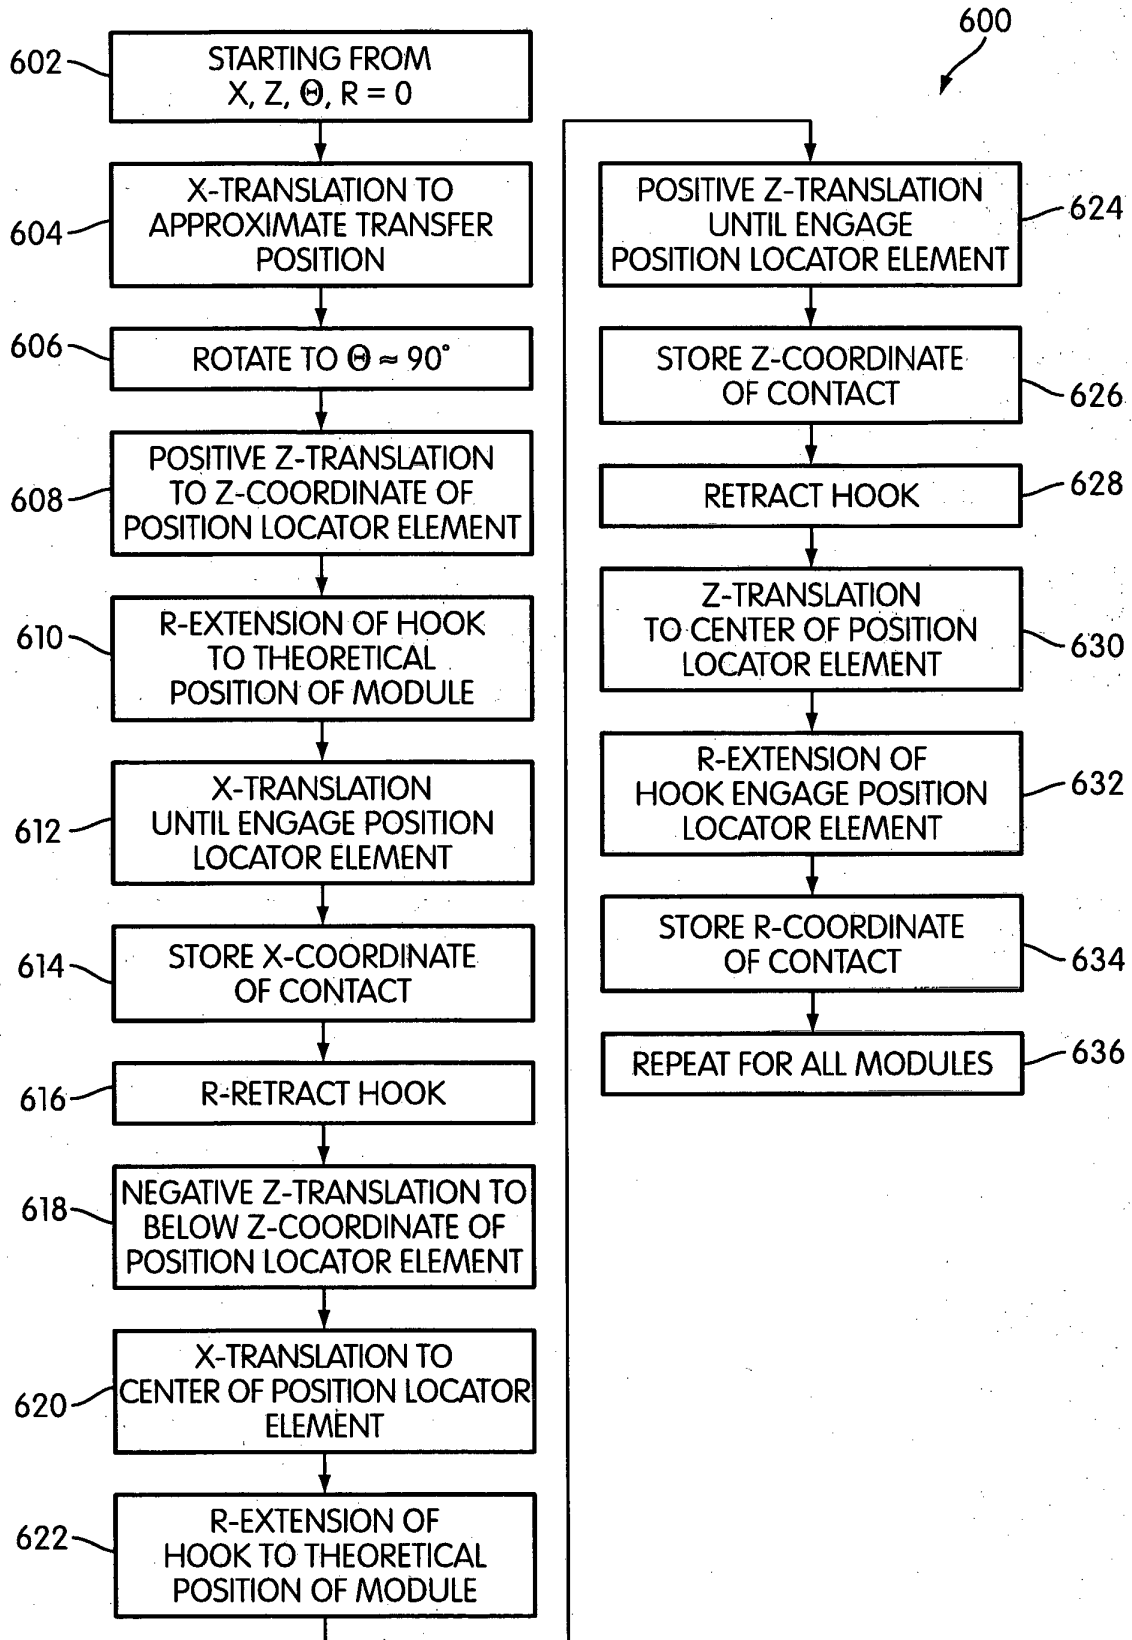 600
602
STARTING FROM
X, Z, Θ, R = 0
604
X-TRANSLATION TO
APPROXIMATE TRANSFER
POSITION
606
ROTATE TO Θ ≈ 90°
608
POSITIVE Z-TRANSLATION
TO Z-COORDINATE OF
POSITION LOCATOR ELEMENT
610
R-EXTENSION OF HOOK
TO THEORETICAL
POSITION OF MODULE
612
X-TRANSLATION
UNTIL ENGAGE POSITION
LOCATOR ELEMENT
614
STORE X-COORDINATE
OF CONTACT
616
R-RETRACT HOOK
618
NEGATIVE Z-TRANSLATION TO
BELOW Z-COORDINATE OF
POSITION LOCATOR ELEMENT
620
X-TRANSLATION TO
CENTER OF POSITION LOCATOR
ELEMENT
622
R-EXTENSION OF
HOOK TO THEORETICAL
POSITION OF MODULE
POSITIVE Z-TRANSLATION
UNTIL ENGAGE
POSITION LOCATOR ELEMENT
624
STORE Z-COORDINATE
OF CONTACT
626
RETRACT HOOK
628
Z-TRANSLATION
TO CENTER OF POSITION
LOCATOR ELEMENT
630
R-EXTENSION OF
HOOK ENGAGE POSITION
LOCATOR ELEMENT
632
STORE R-COORDINATE
OF CONTACT
634
REPEAT FOR ALL MODULES
636